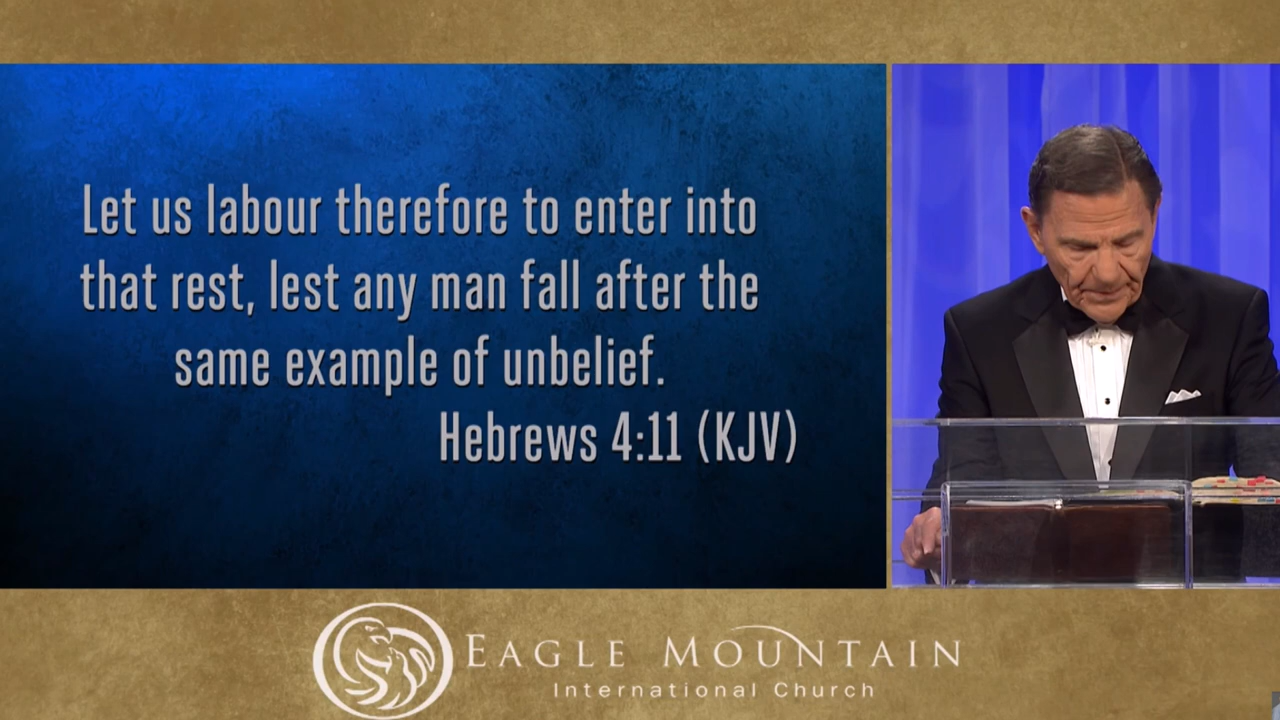 Let us labour therefore to enter into
that rest, lest any man fall after the
same example of unbelief.
Hebrews 4:11 (KJV)
EAGLE MOUNTAIN
International Church